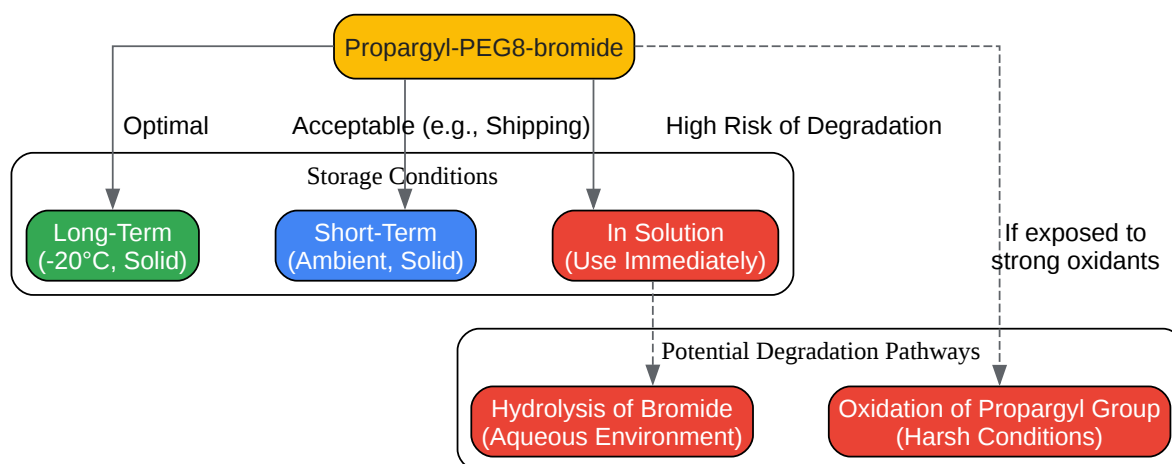 Propargyl-PEG8-bromide
Optimal
Acceptable (e.g., Shipping)
High Risk of Degradation
Storage Conditions
Long-Term
(-20°C, Solid)
Short-Term
(Ambient, Solid)
In Solution
(Use Immediately)
If exposed to
strong oxidants
Potential Degradation Pathways
Hydrolysis of Bromide
(Aqueous Environment)
Oxidation of Propargyl Group
(Harsh Conditions)